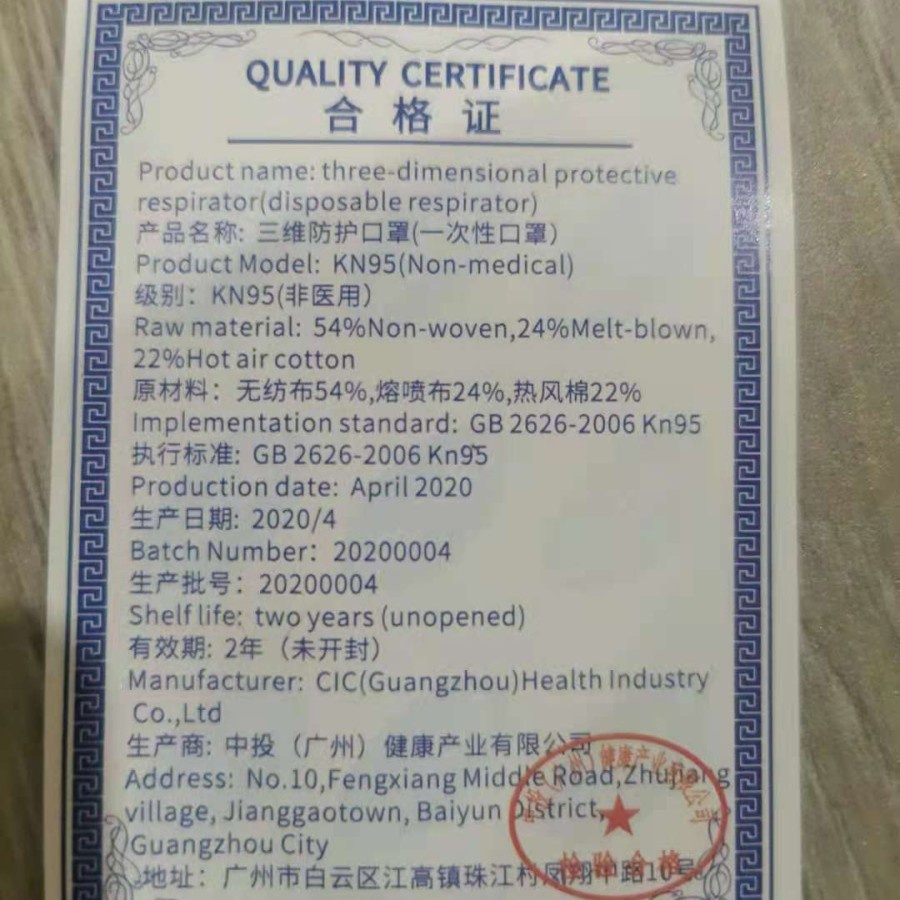 QUALITY CERTIFICATE
合格证
Product name: three-dimensional protective
respirator(disposable respirator)
产品名称: 三维防护口罩(一次性口罩）
Product Model: KN95(Non-medical)
级别：KN95(非医用）
Raw material: 54%Non-woven,24%Melt-blown,
22%Hot air cotton
原材料：无纺布54%,熔喷布24%,热风棉22%
Implementation standard: GB 2626-2006 Kn95
执行标准: GB 2626-2006 Kn95
Production date: April 2020
生产日期: 2020/4
Batch Number: 20200004
生产批号：20200004
Shelf life: two years (unopened)
有效期: 2年（未开封）
Manufacturer: CIC(Guangzhou)Health Industry
Co.,Ltd
生产商: 中投（广州）健康产业有限公司
Address: No.10,Fengxiang Middle Road,Zhujiang
village, Jianggaotown, Baiyun District,
Guangzhou City
地址：广州市白云区江高镇珠江村凤翔中路10号
健康产业有限公司
检验合格